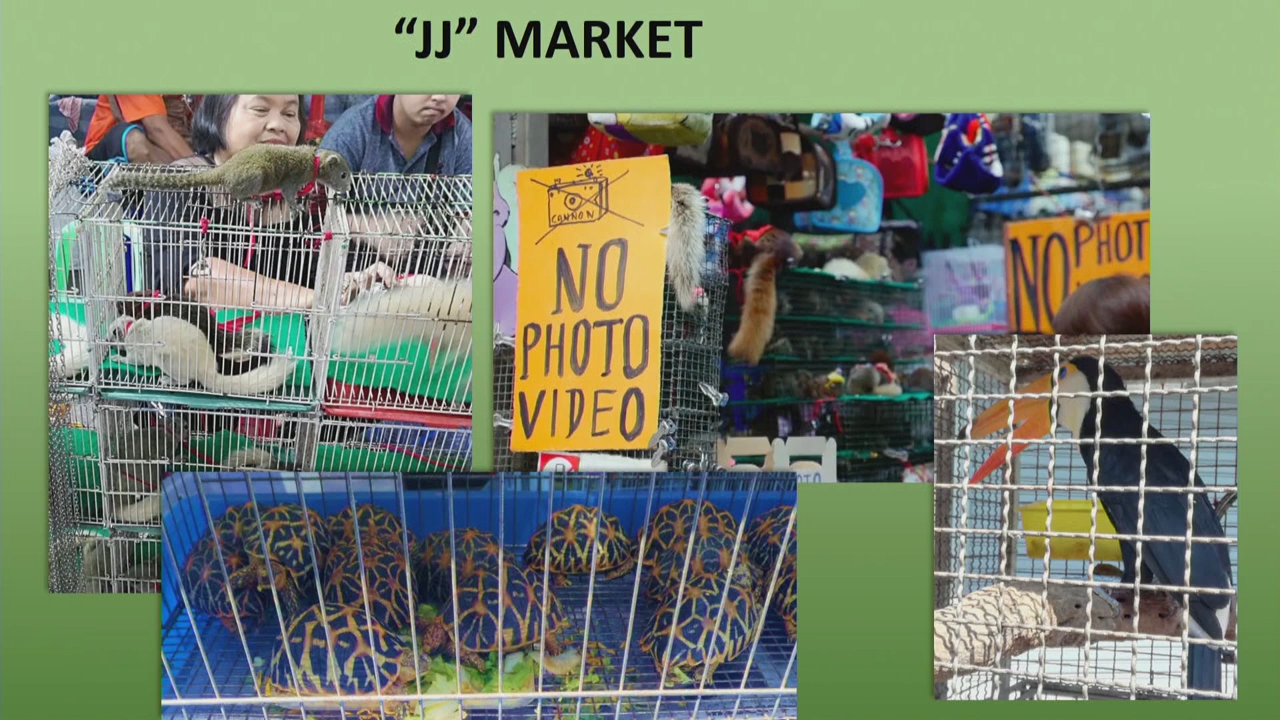 “JJ” MARKET
CANNON
NO
PHOTO
VIDEO
NO PHOT